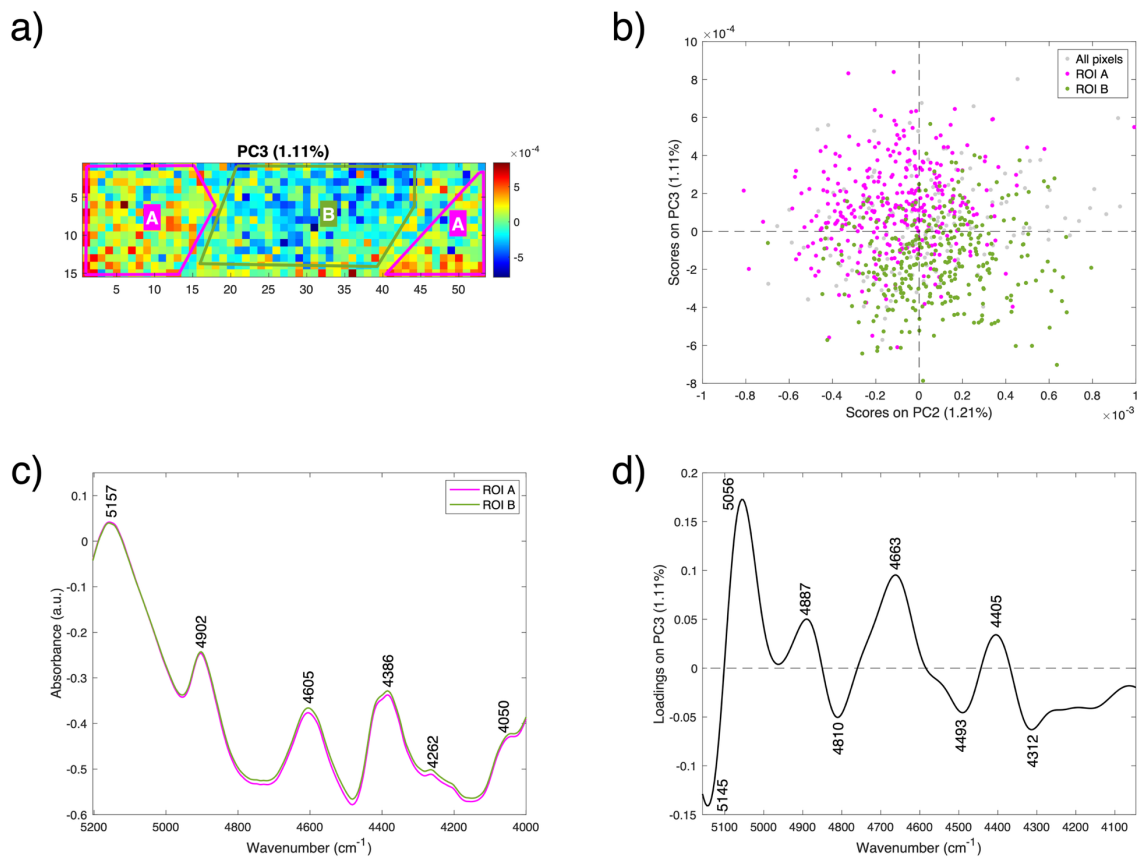 a)
PC3 (1.11%)
×10⁻⁴
5
10
15
5 10 15 20 25 30 35 40 45 50
A
B
A
5
0
-5
b)
×10⁻⁴
10
8
6
4
2
0
-2
-4
-6
-8
Scores on PC3 (1.11%)
All pixels
ROI A
ROI B
-1 -0.8 -0.6 -0.4 -0.2 0 0.2 0.4 0.6 0.8 1
Scores on PC2 (1.21%)
×10⁻³
c)
0.1
0
-0.1
-0.2
-0.3
-0.4
-0.5
-0.6
Absorbance (a.u.)
5157
4902
4605
4386
4262
4050
ROI A
ROI B
5200 5000 4800 4600 4400 4200 4000
Wavenumber (cm⁻¹)
d)
0.2
0.15
0.1
0.05
0
-0.05
-0.1
-0.15
Loadings on PC3 (1.11%)
5056
4887
4663
4405
5145
4810
4493
4312
5100 5000 4900 4800 4700 4600 4500 4400 4300 4200 4100
Wavenumber (cm⁻¹)